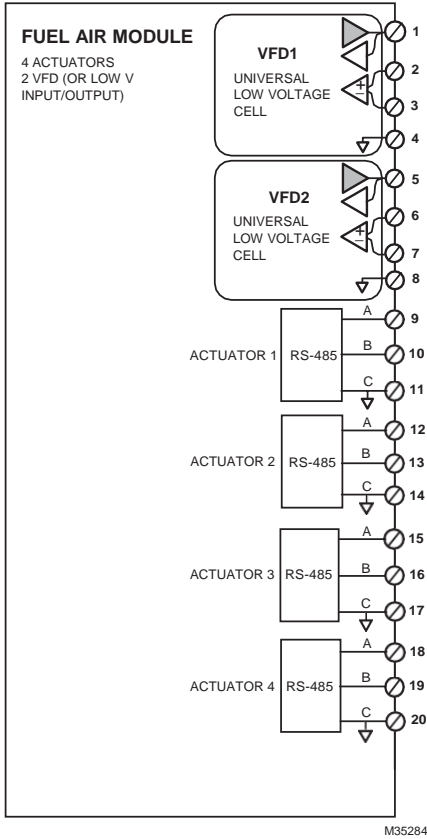 FUEL AIR MODULE
4 ACTUATORS
2 VFD (OR LOW V
INPUT/OUTPUT)
VFD1
UNIVERSAL
LOW VOLTAGE
CELL
+
–
1
2
3
4
VFD2
UNIVERSAL
LOW VOLTAGE
CELL
+
–
5
6
7
8
ACTUATOR 1 RS-485
A 9
B 10
C 11
ACTUATOR 2 RS-485
A 12
B 13
C 14
ACTUATOR 3 RS-485
A 15
B 16
C 17
ACTUATOR 4 RS-485
A 18
B 19
C 20
M35284